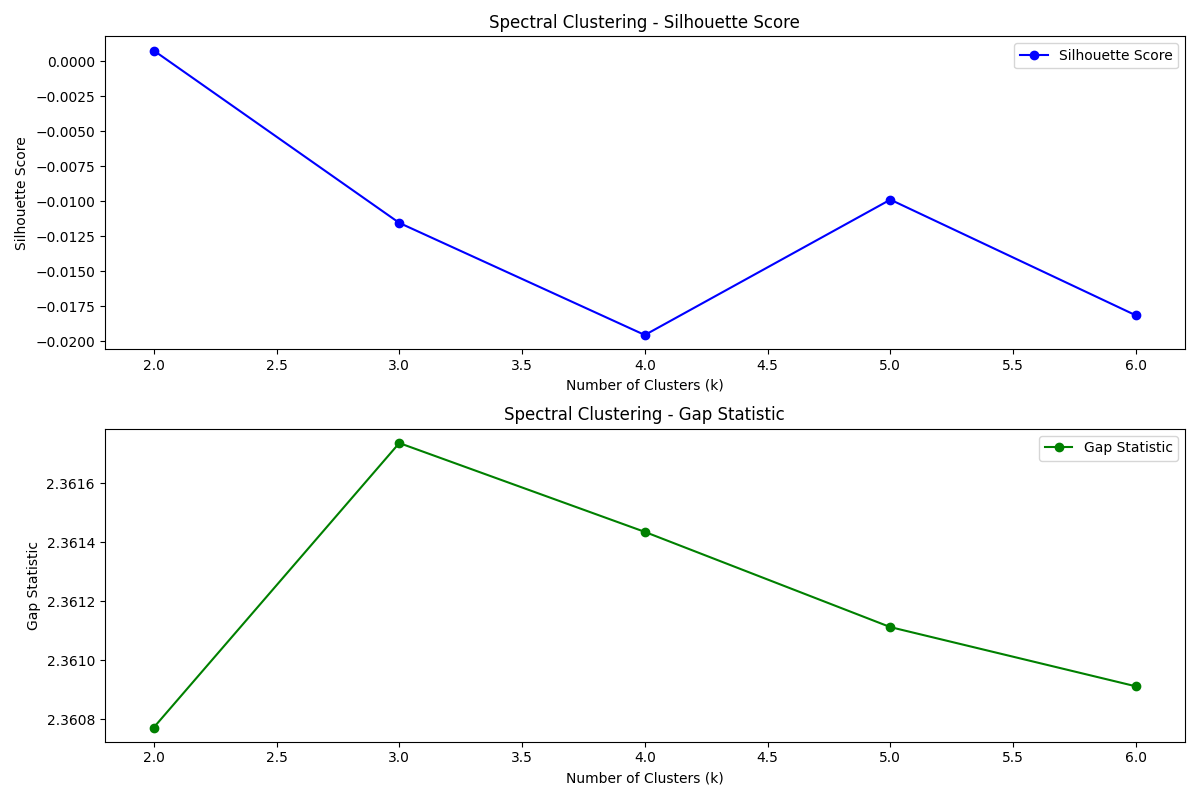 Spectral Clustering - Silhouette Score
Silhouette Score
0.0000
−0.0025
−0.0050
−0.0075
−0.0100
−0.0125
−0.0150
−0.0175
−0.0200
Silhouette Score
2.0 2.5 3.0 3.5 4.0 4.5 5.0 5.5 6.0
Number of Clusters (k)
Spectral Clustering - Gap Statistic
Gap Statistic
2.3616
2.3614
2.3612
2.3610
2.3608
Gap Statistic
2.0 2.5 3.0 3.5 4.0 4.5 5.0 5.5 6.0
Number of Clusters (k)